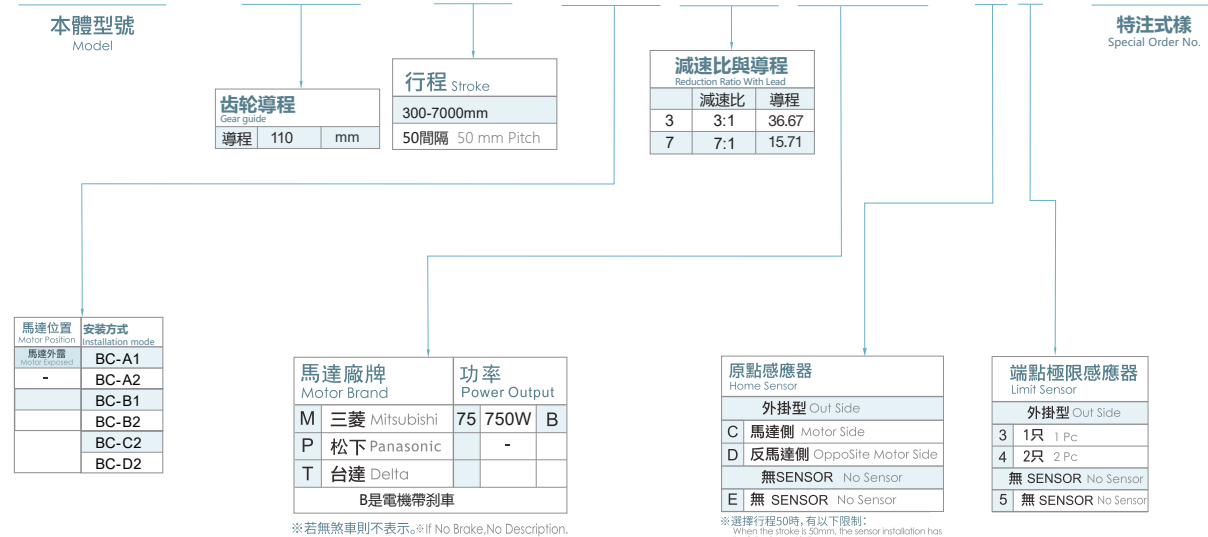 本體型號
Model
特注式樣
Special Order No.
齿轮導程
Gear guide
導程 110 mm
行程 Stroke
300-7000mm
50間隔 50 mm Pitch
減速比與導程
Reduction Ratio With Lead
減速比 導程
3 3:1 36.67
7 7:1 15.71
馬達位置 安装方式
Motor Position Installation mode
馬達外露 BC-A1
Motor Exposed
- BC-A2
BC-B1
BC-B2
BC-C2
BC-D2
馬達廠牌 功率
Motor Brand Power Output
M 三菱 Mitsubishi 75 750W B
P 松下 Panasonic -
T 台達 Delta
B是電機帶刹車
※若無煞車則不表示。※If No Brake,No Description.
原點感應器
Home Sensor
外掛型 Out Side
C 馬達側 Motor Side
D 反馬達側 OppoSite Motor Side
無SENSOR No Sensor
E 無 SENSOR No Sensor
※選擇行程50時，有以下限制：
When the stroke is 50mm, the sensor installation has
端點極限感應器
Limit Sensor
外掛型 Out Side
3 1只 1 Pc
4 2只 2 Pc
無 SENSOR No Sensor
5 無 SENSOR No Sensor